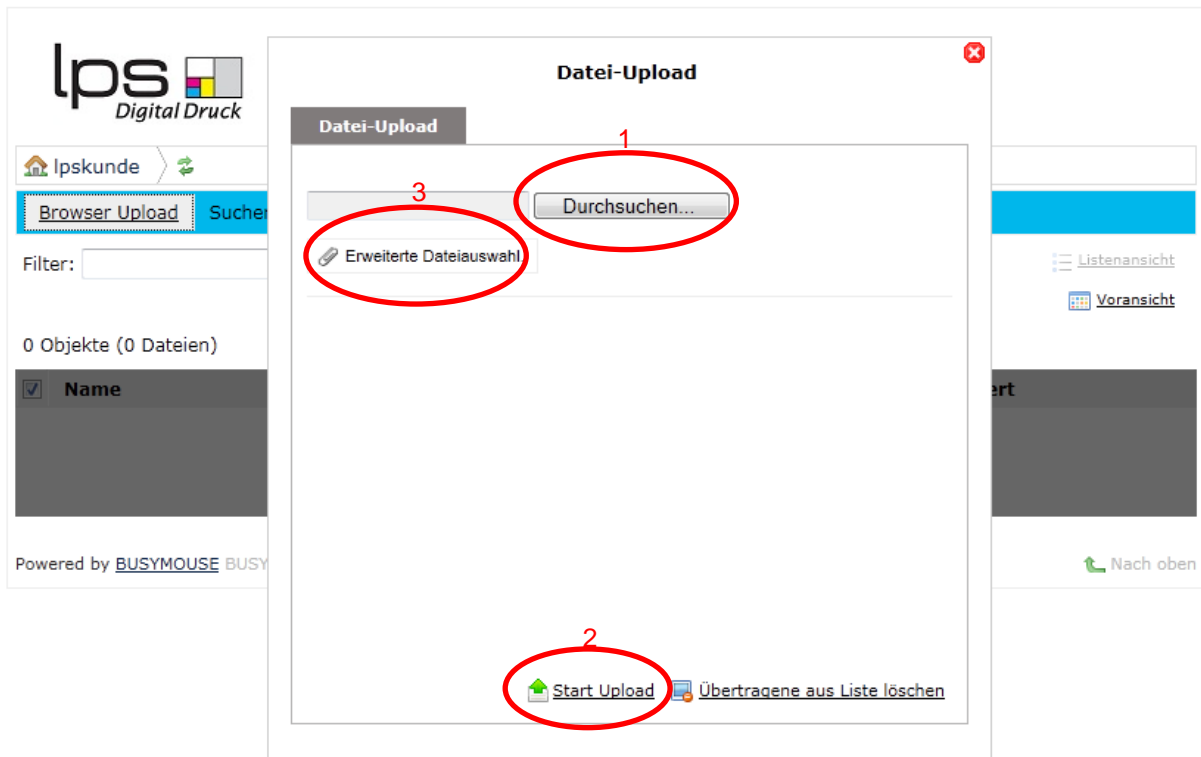 lps
Digital Druck
Datei-Upload
Datei-Upload
1
lpskunde
3
Durchsuchen...
Browser Upload
Erweiterte Dateiauswahl.
Filter:
Listenansicht
Voransicht
0 Objekte (0 Dateien)
Name
ert
Powered by BUSYMOUSE BUSY
Nach oben
2
Start Upload
Übertragene aus Liste löschen